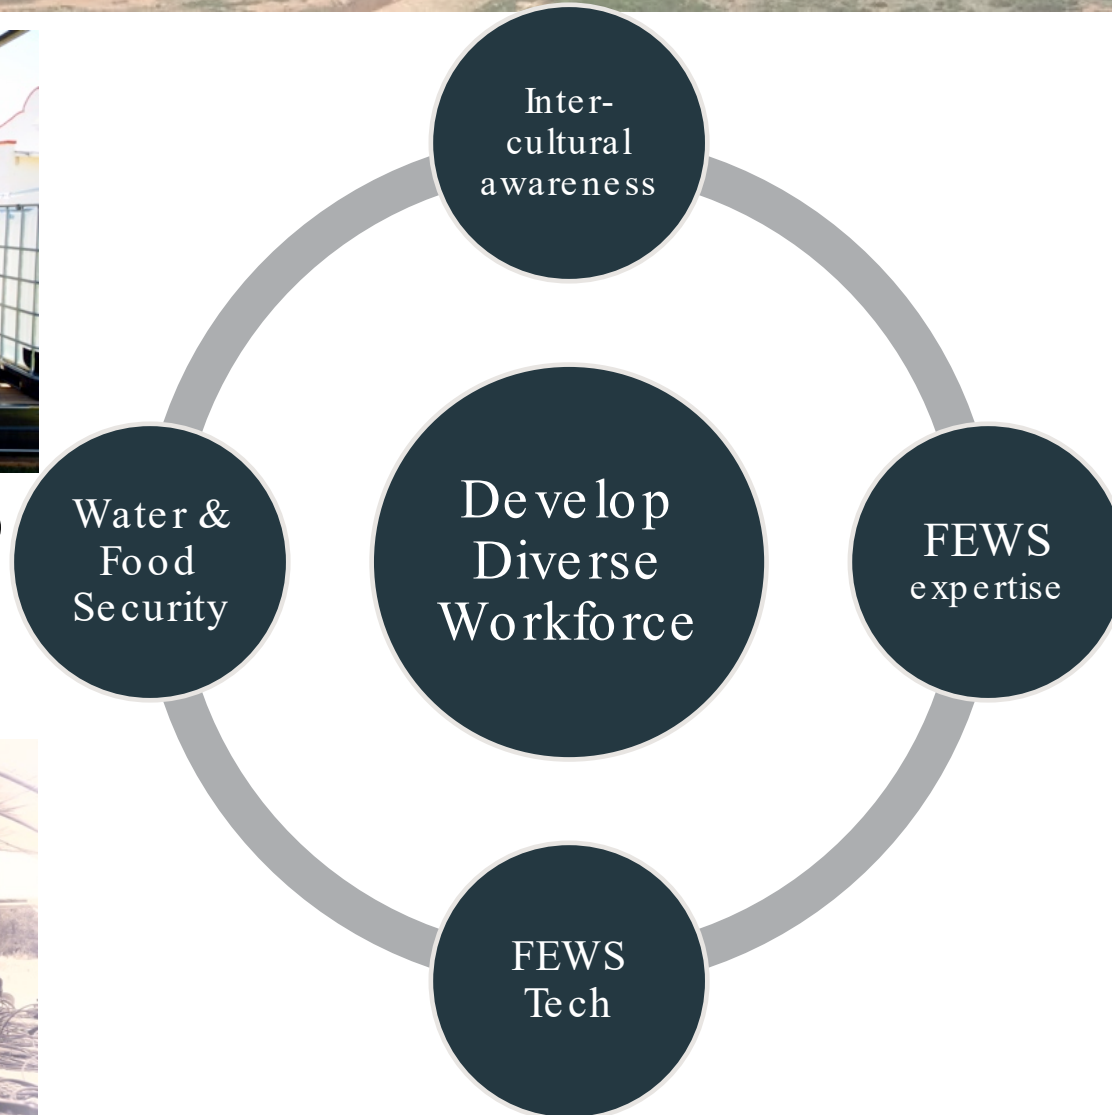 Inter-
cultural
awareness
Water &
Food
Security
Develop
Diverse
Workforce
FEWS
expertise
FEWS
Tech